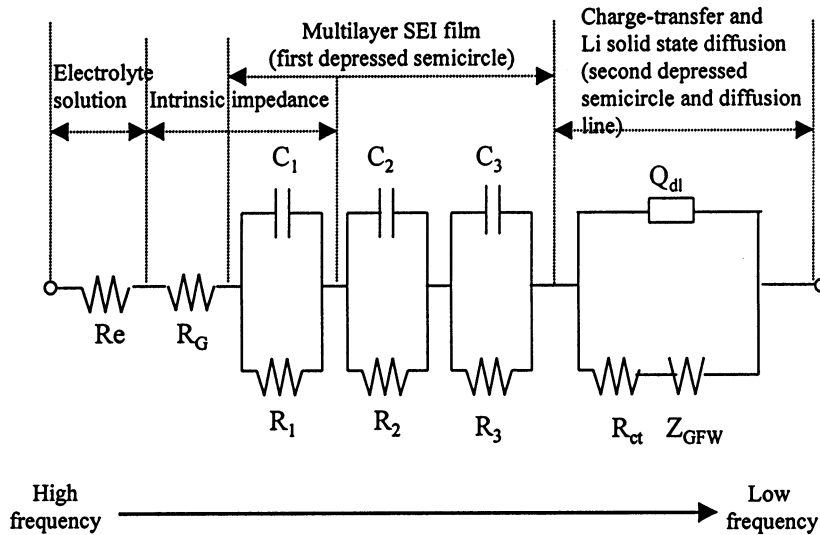 Multilayer SEI film
(first depressed semicircle)
Charge-transfer and
Li solid state diffusion
(second depressed
semicircle and diffusion
line)
Electrolyte
solution
Intrinsic impedance
C1
C2
C3
Qdl
Re
RG
R1
R2
R3
Rct
ZGFW
High
frequency
Low
frequency